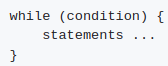 while (condition) {
    statements ...
}